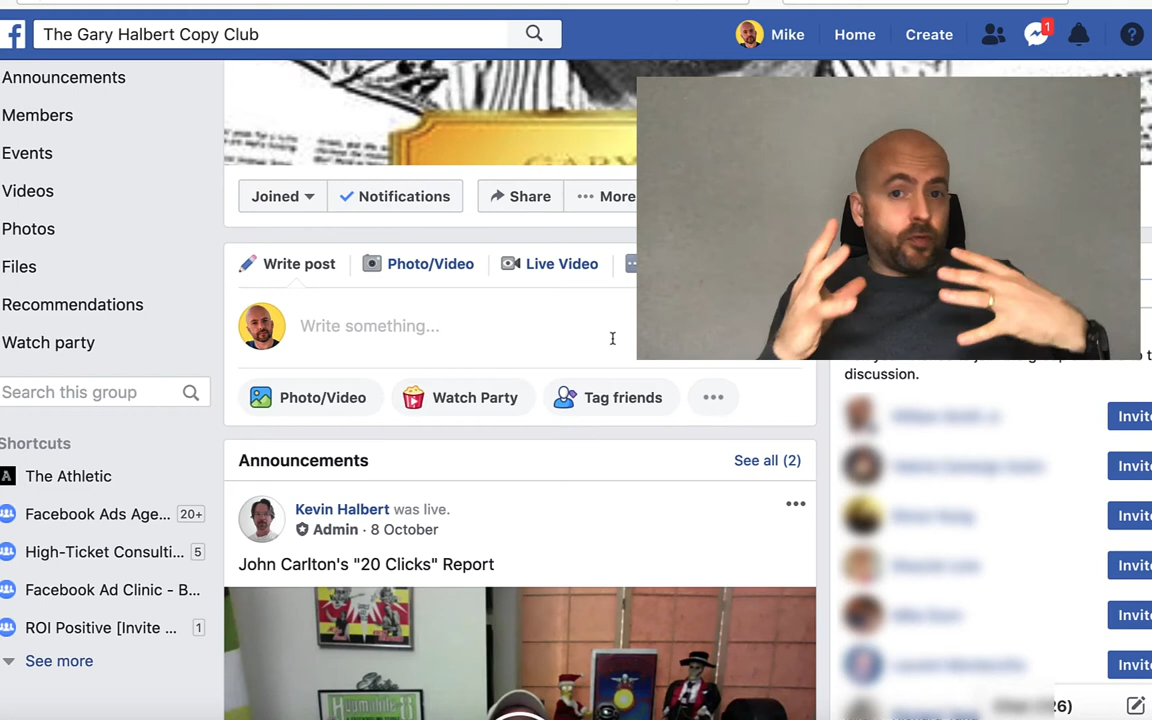 The Gary Halbert Copy Club
Mike
Home
Create
1
?
Announcements
Members
Events
Videos
Photos
Files
Recommendations
Watch party
Search this group
Shortcuts
A The Athletic
Facebook Ads Age... 20+
High-Ticket Consulti... 5
Facebook Ad Clinic - B...
ROI Positive [Invite ... 1
See more
Joined
Notifications
Share
More
Write post
Photo/Video
Live Video
Write something...
Photo/Video
Watch Party
Tag friends
Announcements
See all (2)
Kevin Halbert was live.
Admin · 8 October
John Carlton's "20 Clicks" Report
discussion.
Invite
Invite
Invite
Invite
Invite
Invite